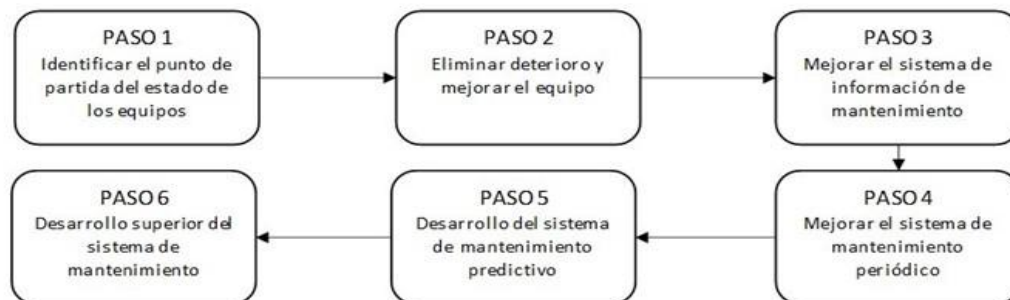 PASO 1
Identificar el punto de
partida del estado de
los equipos
PASO 2
Eliminar deterioro y
mejorar el equipo
PASO 3
Mejorar el sistema de
información de
mantenimiento
PASO 4
Mejorar el sistema de
mantenimiento
periódico
PASO 5
Desarrollo del sistema
de mantenimiento
predictivo
PASO 6
Desarrollo superior del
sistema de
mantenimiento